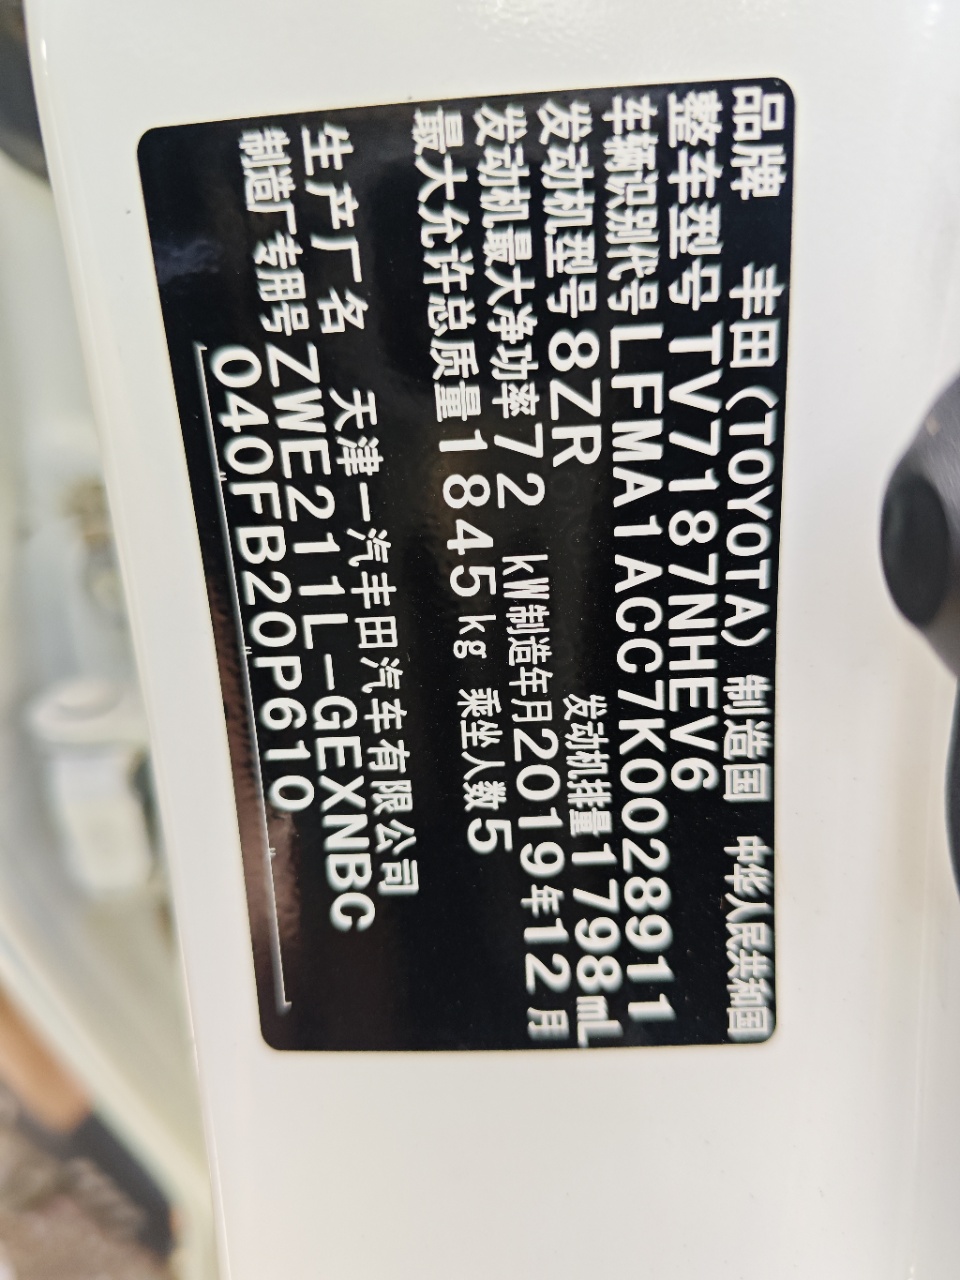 品牌 丰田(TOYOTA) 制造国 中华人民共和国
整车型号 TV7187NHEV6
车辆识别代号 LFMA1ACC7K0028911
发动机型号 8ZR 发动机排量 1798mL
发动机最大净功率 72 kW 制造年月 2019年12月
最大允许总质量 1845kg 乘坐人数 5
生产厂名 天津一汽丰田汽车有限公司
制造厂专用号 ZWE211L-GEXNBC
040FB20P610